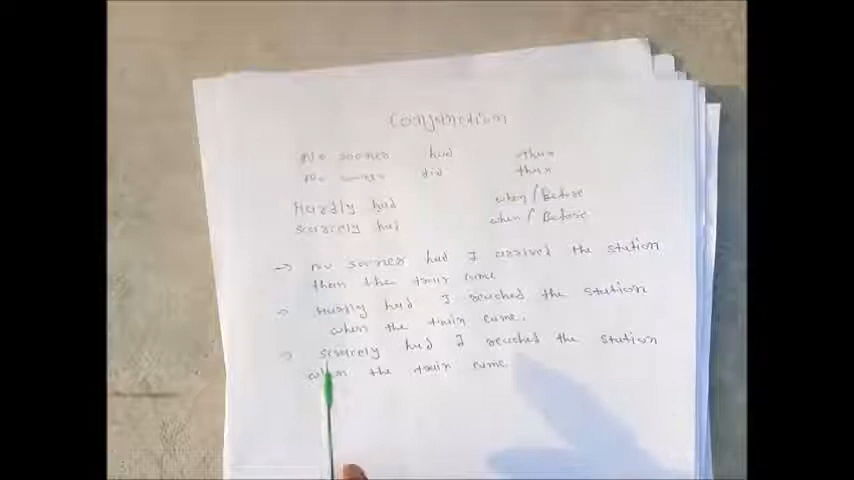 Conjunction
No sooner had than
No sooner did than
Hardly had when / Before
scarcely had when / Before
→ No sooner had I arrived the station
than the train came
→ Hardly had I reached the station
when the train came.
→ scarcely had I reached the station
when the train came.